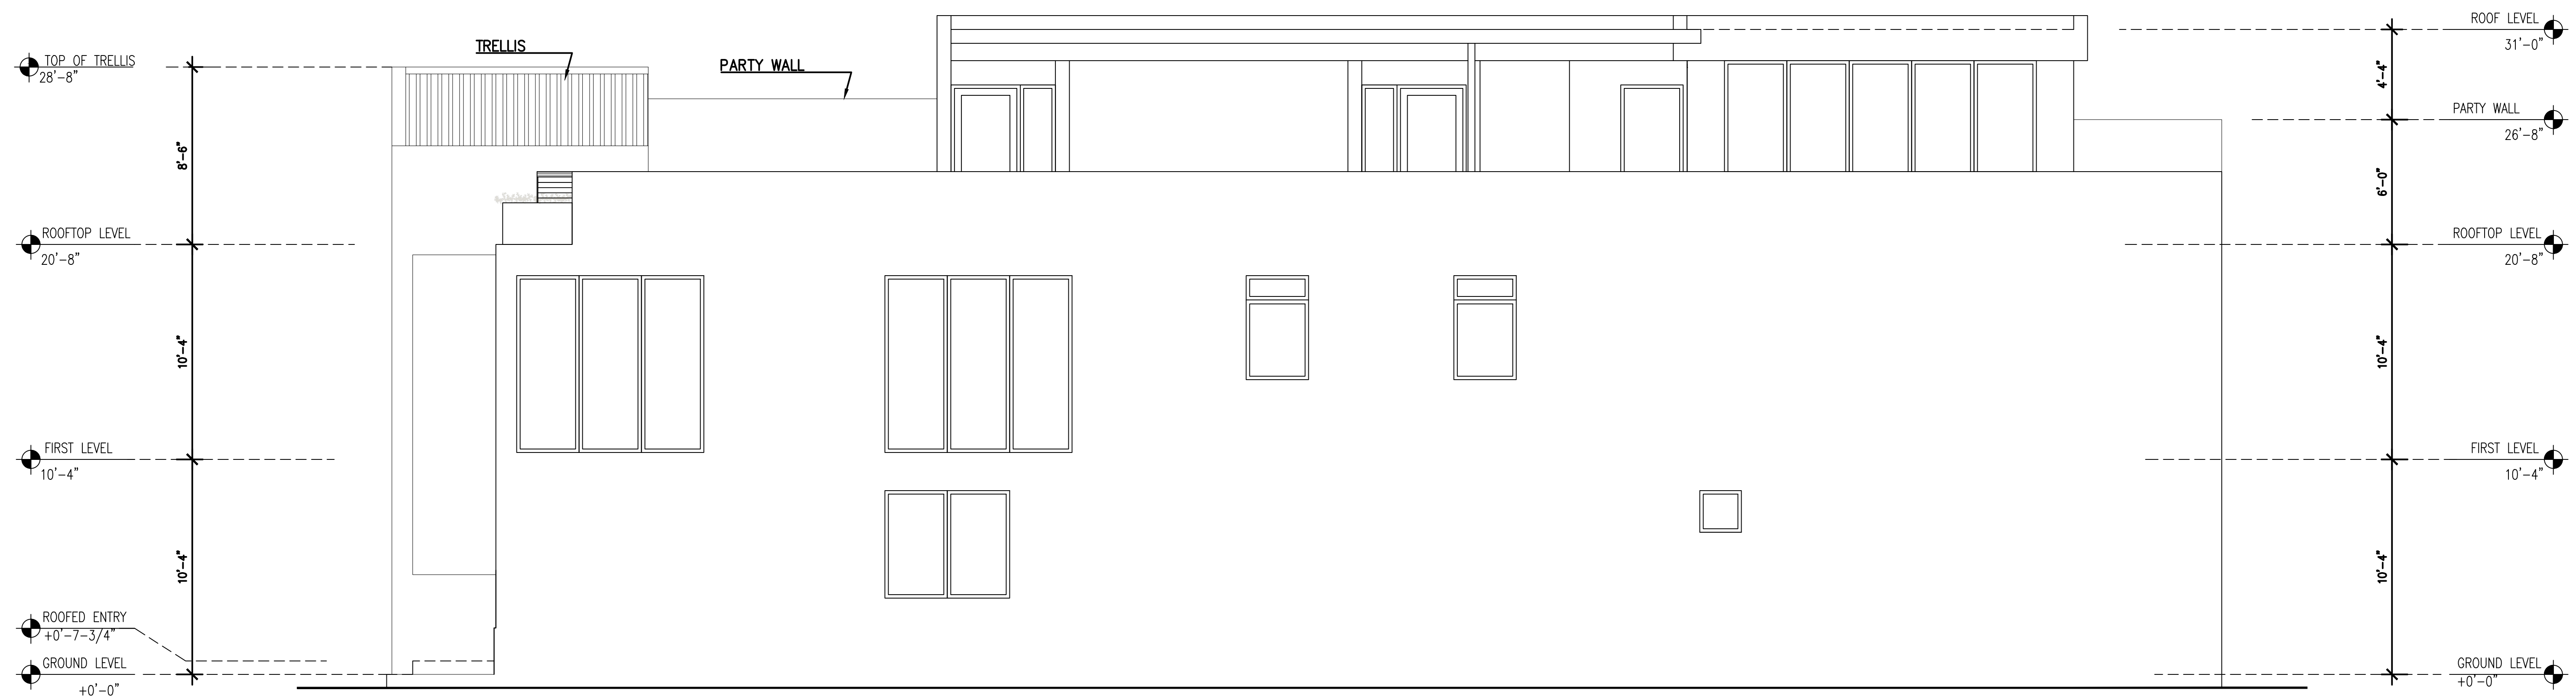 TRELLIS
PARTY WALL
TOP OF TRELLIS
28'-8"
8'-6"
ROOFTOP LEVEL
20'-8"
10'-4"
FIRST LEVEL
10'-4"
10'-4"
ROOFED ENTRY
+0'-7-3/4"
GROUND LEVEL
+0'-0"
ROOF LEVEL
31'-0"
4'-4"
PARTY WALL
26'-8"
6'-0"
ROOFTOP LEVEL
20'-8"
10'-4"
FIRST LEVEL
10'-4"
10'-4"
GROUND LEVEL
+0'-0"